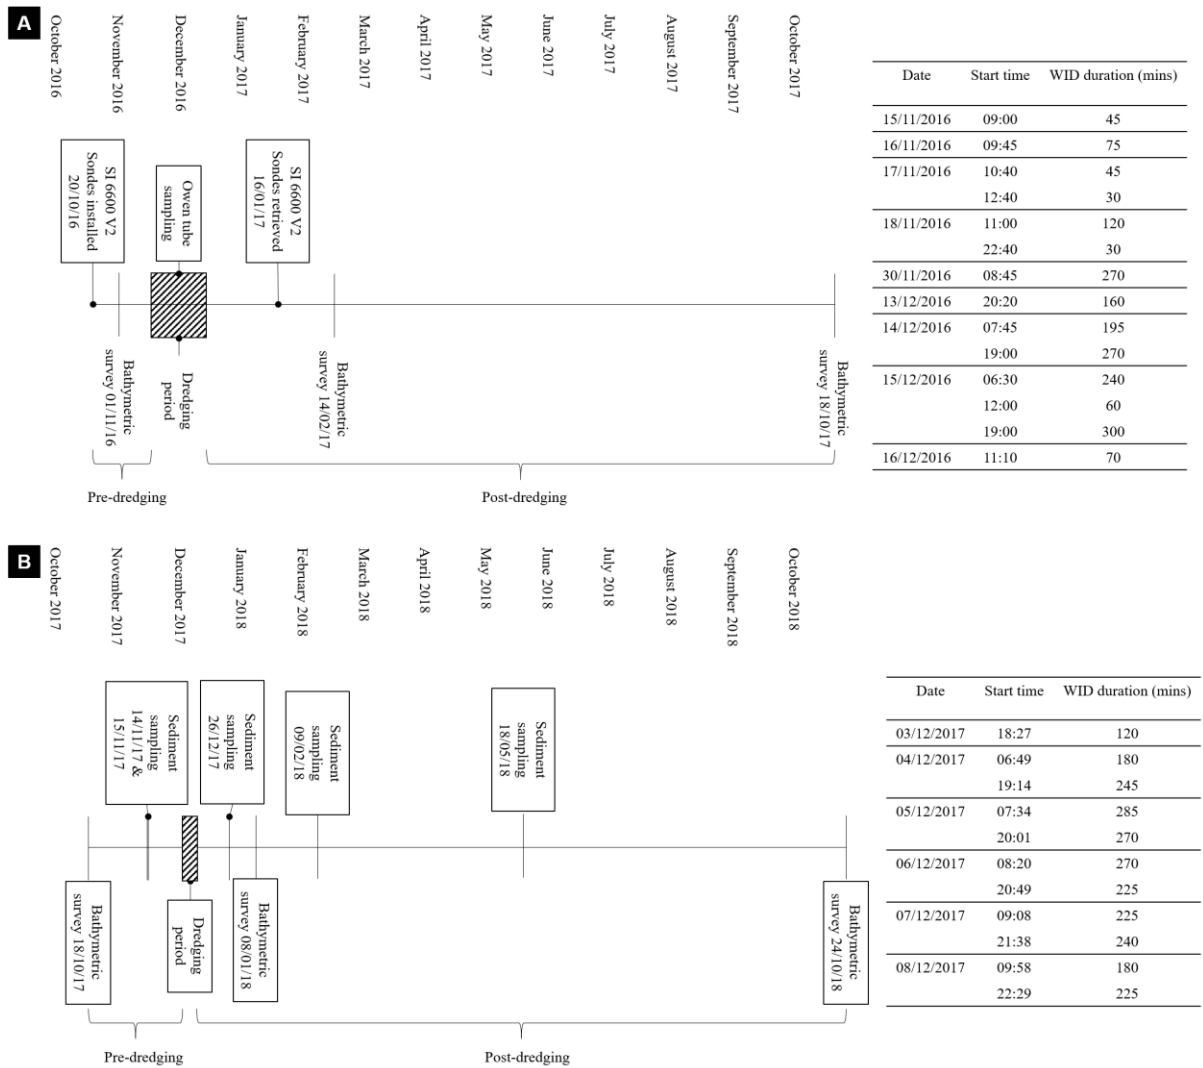 A
October 2016
November 2016
December 2016
January 2017
February 2017
March 2017
April 2017
May 2017
June 2017
July 2017
August 2017
September 2017
October 2017
SI 6600 V2
Sondes installed
20/10/16
Owen tube
sampling
SI 6600 V2
Sondes retrieved
16/01/17
Bathymetric
survey 01/11/16
Dredging
period
Bathymetric
survey 14/02/17
Bathymetric
survey 18/10/17
Pre-dredging
Post-dredging
Date Start time WID duration (mins)
15/11/2016 09:00 45
16/11/2016 09:45 75
17/11/2016 10:40 45
12:40 30
18/11/2016 11:00 120
22:40 30
30/11/2016 08:45 270
13/12/2016 20:20 160
14/12/2016 07:45 195
19:00 270
15/12/2016 06:30 240
12:00 60
19:00 300
16/12/2016 11:10 70
B
October 2017
November 2017
December 2017
January 2018
February 2018
March 2018
April 2018
May 2018
June 2018
July 2018
August 2018
September 2018
October 2018
Sediment
sampling
14/11/17 &
15/11/17
Sediment
sampling
26/12/17
Sediment
sampling
09/02/18
Sediment
sampling
18/05/18
Bathymetric
survey 18/10/17
Dredging
period
Bathymetric
survey 08/01/18
Bathymetric
survey 24/10/18
Pre-dredging
Post-dredging
Date Start time WID duration (mins)
03/12/2017 18:27 120
04/12/2017 06:49 180
19:14 245
05/12/2017 07:34 285
20:01 270
06/12/2017 08:20 270
20:49 225
07/12/2017 09:08 225
21:38 240
08/12/2017 09:58 180
22:29 225